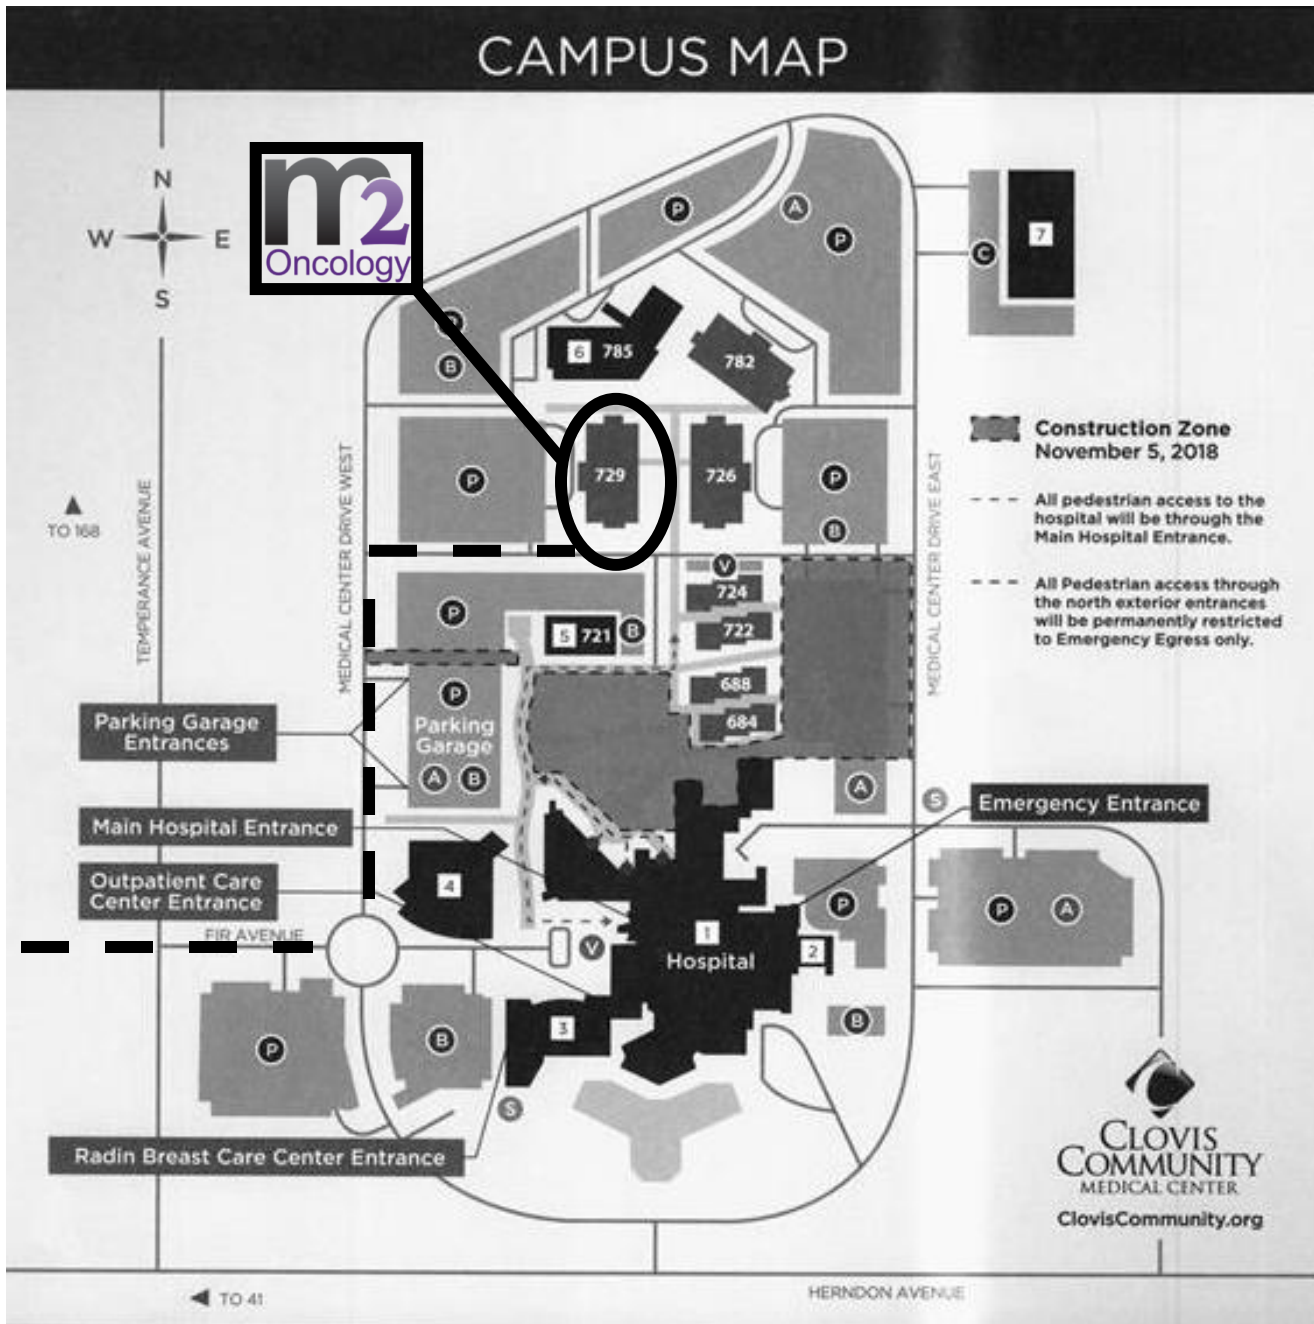 CAMPUS MAP
N
W E
S
m2
Oncology
P
A
P
7
C
P
B
6 785
782
729
726
P
P
B
Construction Zone
November 5, 2018
All pedestrian access to the
hospital will be through the
Main Hospital Entrance.
All Pedestrian access through
the north exterior entrances
will be permanently restricted
to Emergency Egress only.
TO 168
TEMPERANCE AVENUE
MEDICAL CENTER DRIVE WEST
MEDICAL CENTER DRIVE EAST
V
724
P
5 721
B
722
688
684
Parking Garage
Entrances
P
Parking
Garage
A B
A
S
Emergency Entrance
Main Hospital Entrance
Outpatient Care
Center Entrance
4
FIR AVENUE
V
1
Hospital
2
P
P
A
P
B
3
B
S
Radin Breast Care Center Entrance
CLOVIS
COMMUNITY
MEDICAL CENTER
ClovisCommunity.org
TO 41
HERNDON AVENUE